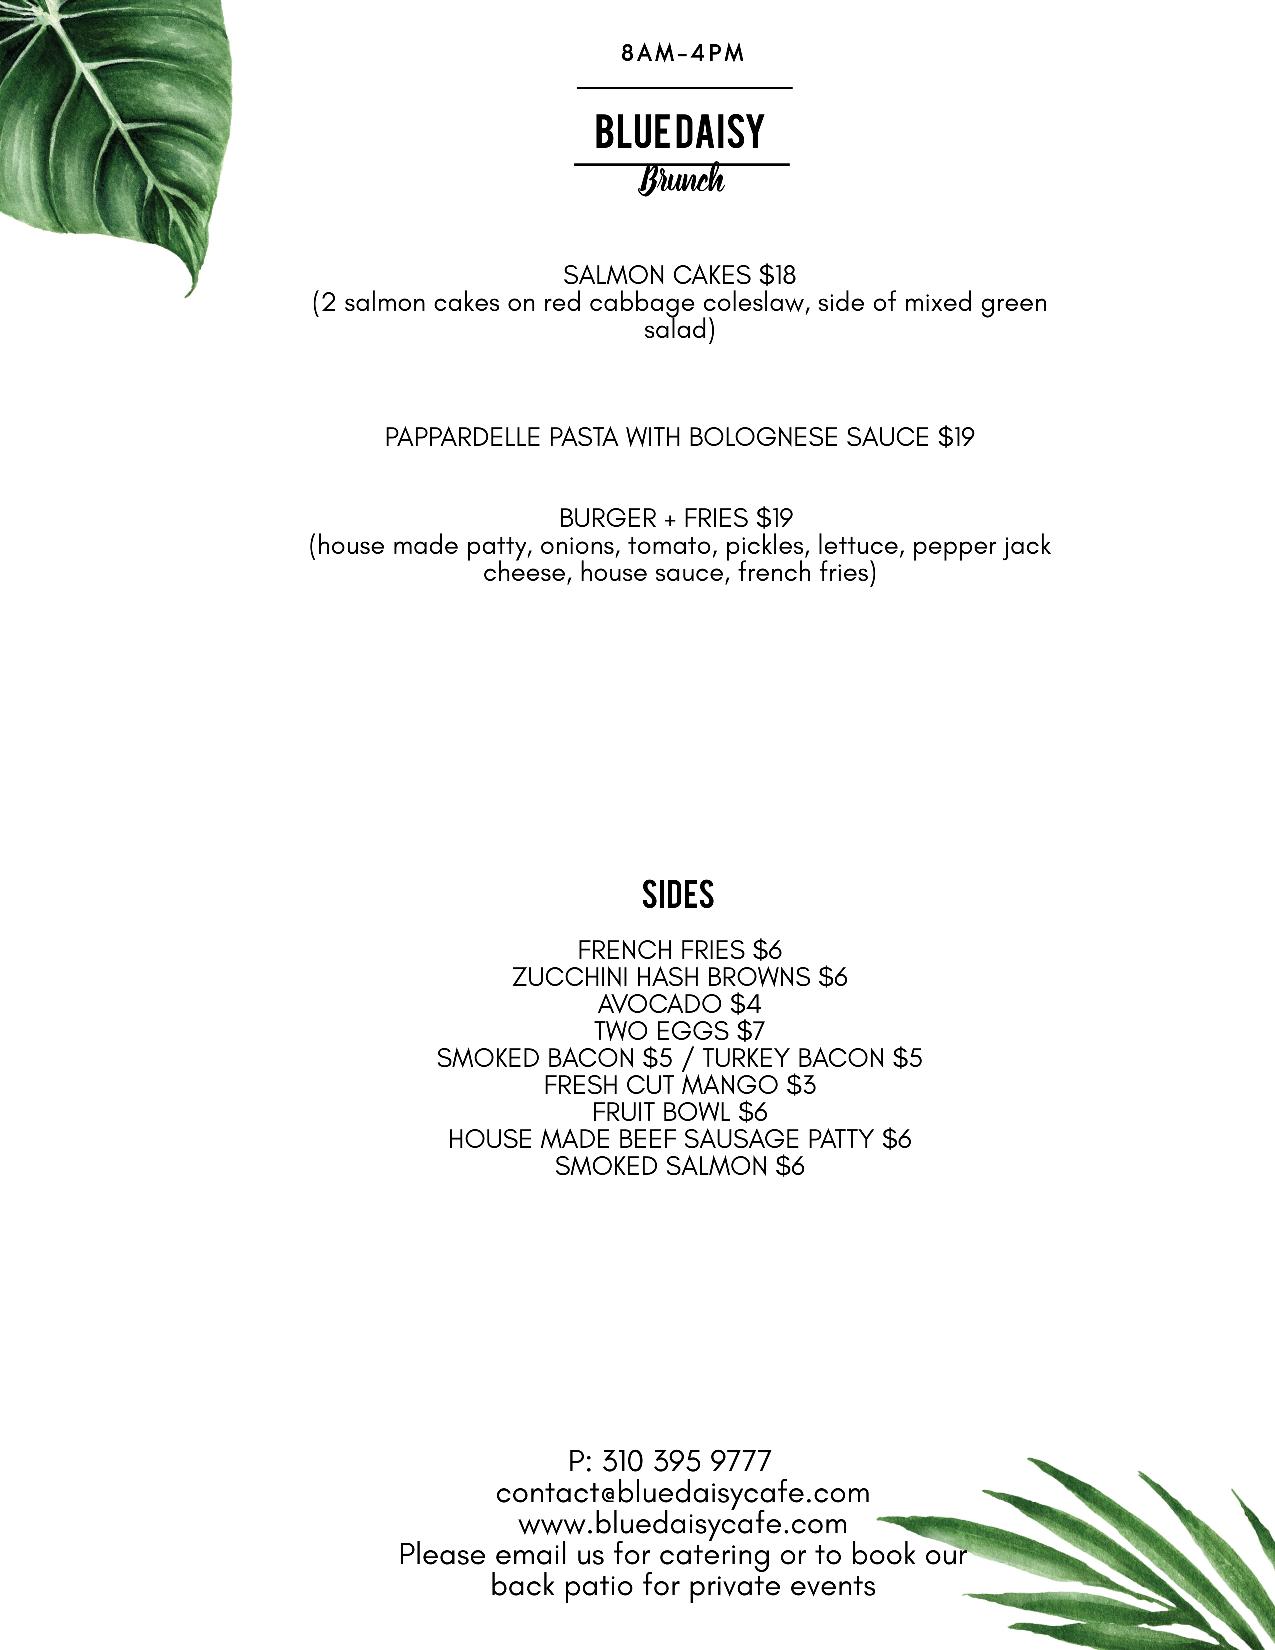 8AM-4PM
BLUE DAISY
Brunch
SALMON CAKES $18
(2 salmon cakes on red cabbage coleslaw, side of mixed green
salad)
PAPPARDELLE PASTA WITH BOLOGNESE SAUCE $19
BURGER + FRIES $19
(house made patty, onions, tomato, pickles, lettuce, pepper jack
cheese, house sauce, french fries)
SIDES
FRENCH FRIES $6
ZUCCHINI HASH BROWNS $6
AVOCADO $4
TWO EGGS $7
SMOKED BACON $5 / TURKEY BACON $5
FRESH CUT MANGO $3
FRUIT BOWL $6
HOUSE MADE BEEF SAUSAGE PATTY $6
SMOKED SALMON $6
P: 310 395 9777
contact@bluedaisycafe.com
www.bluedaisycafe.com
Please email us for catering or to book our
back patio for private events